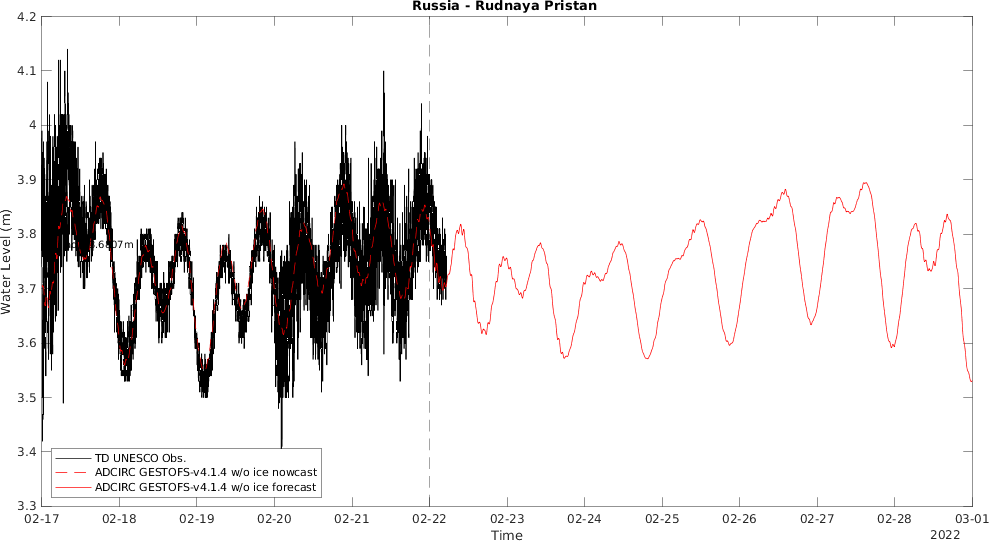 Russia - Rudnaya Pristan
Water Level (m)
4.2
4.1
4
3.9
3.8
3.7
3.6
3.5
3.4
3.3
TD UNESCO Obs.
ADCIRC GESTOFS-v4.1.4 w/o ice nowcast
ADCIRC GESTOFS-v4.1.4 w/o ice forecast
02-17 02-18 02-19 02-20 02-21 02-22 02-23 02-24 02-25 02-26 02-27 02-28 03-01
Time
2022